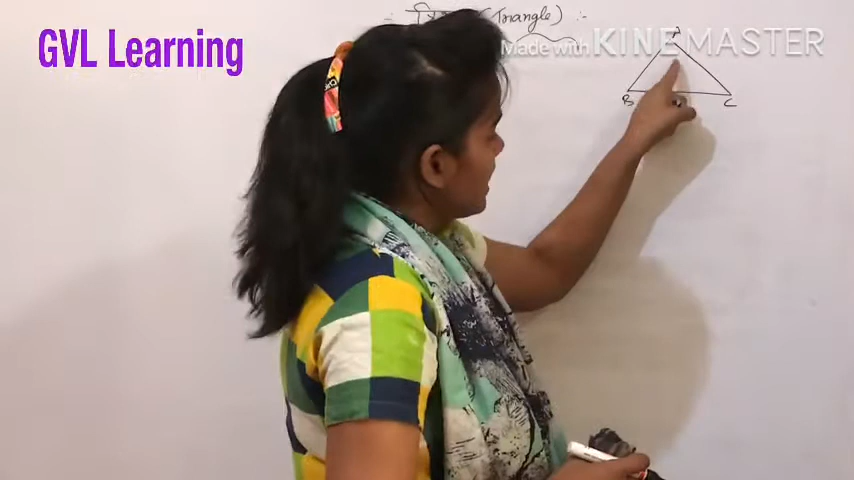 (Triangle) :-
GVL Learning
Made with KINEMASTER
B
C